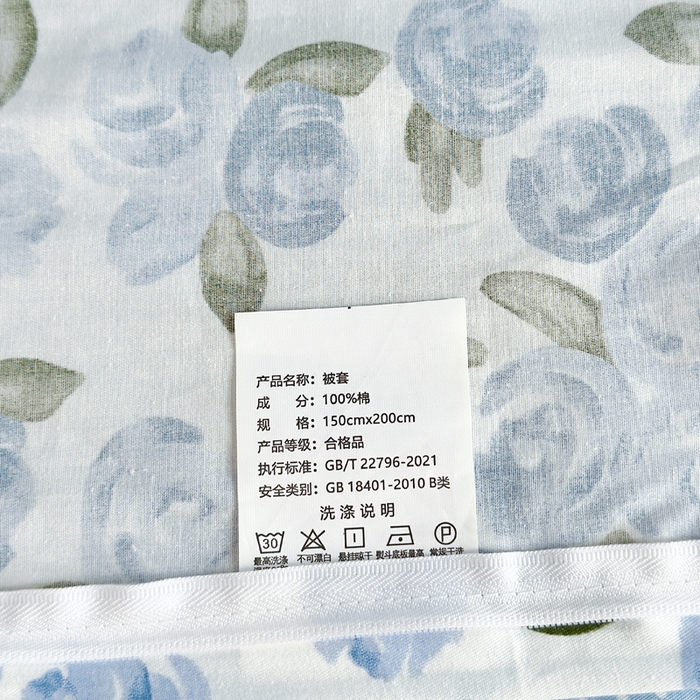 产品名称：被套
成 分：100%棉
规 格：150cmx200cm
产品等级：合格品
执行标准：GB/T 22796-2021
安全类别：GB 18401-2010 B类
洗涤说明
30 P
最高洗涤 不可漂白 悬挂晾干 熨斗底板最高 常规干洗